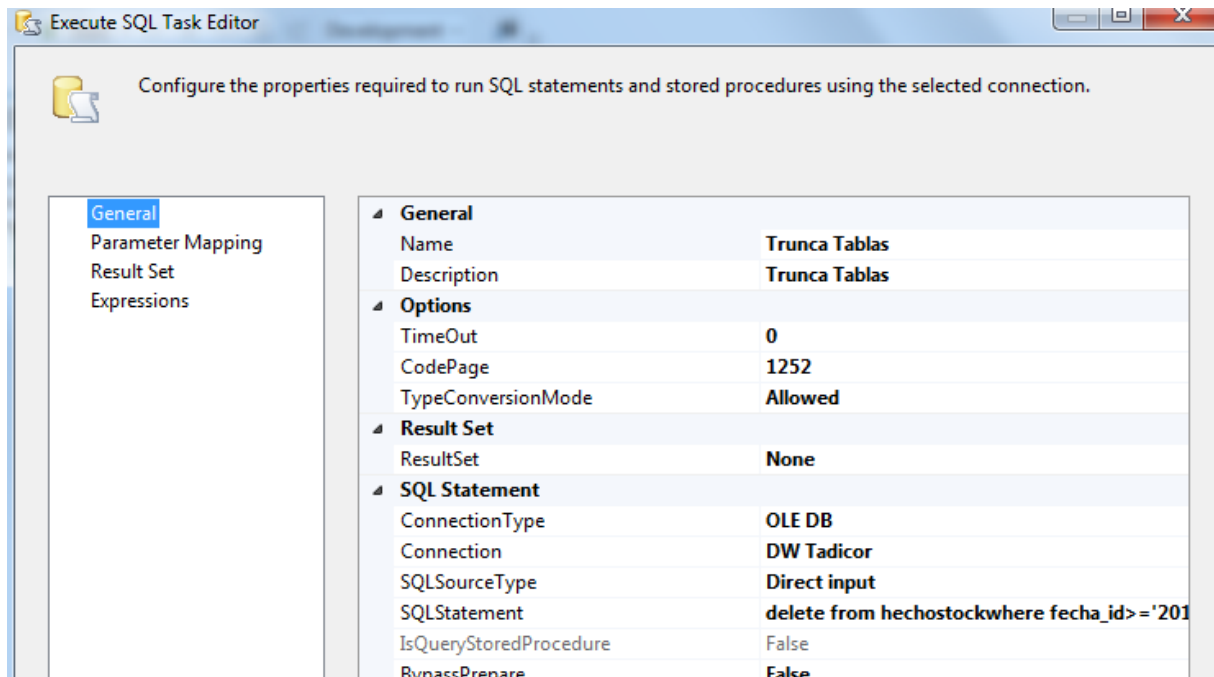 Execute SQL Task Editor
Configure the properties required to run SQL statements and stored procedures using the selected connection.
General
Parameter Mapping
Result Set
Expressions
General
Name Trunca Tablas
Description Trunca Tablas
Options
TimeOut 0
CodePage 1252
TypeConversionMode Allowed
Result Set
ResultSet None
SQL Statement
ConnectionType OLE DB
Connection DW Tadicor
SQLSourceType Direct input
SQLStatement delete from hechostockwhere fecha_id>='201
IsQueryStoredProcedure False
BypassPrepare False